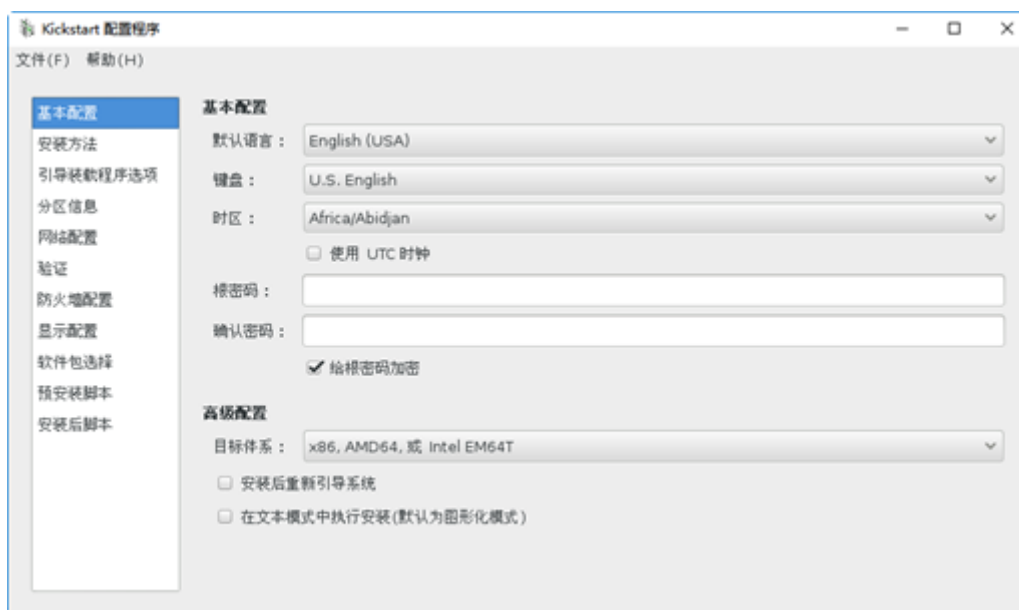 Kickstart 配置程序
文件(F) 帮助(H)
基本配置
安装方法
引导装载程序选项
分区信息
网络配置
验证
防火墙配置
显示配置
软件包选择
预安装脚本
安装后脚本
基本配置
默认语言： English (USA)
键盘： U.S. English
时区： Africa/Abidjan
使用 UTC 时钟
根密码：
确认密码：
给根密码加密
高级配置
目标体系： x86, AMD64, 或 Intel EM64T
安装后重新引导系统
在文本模式中执行安装(默认为图形化模式)